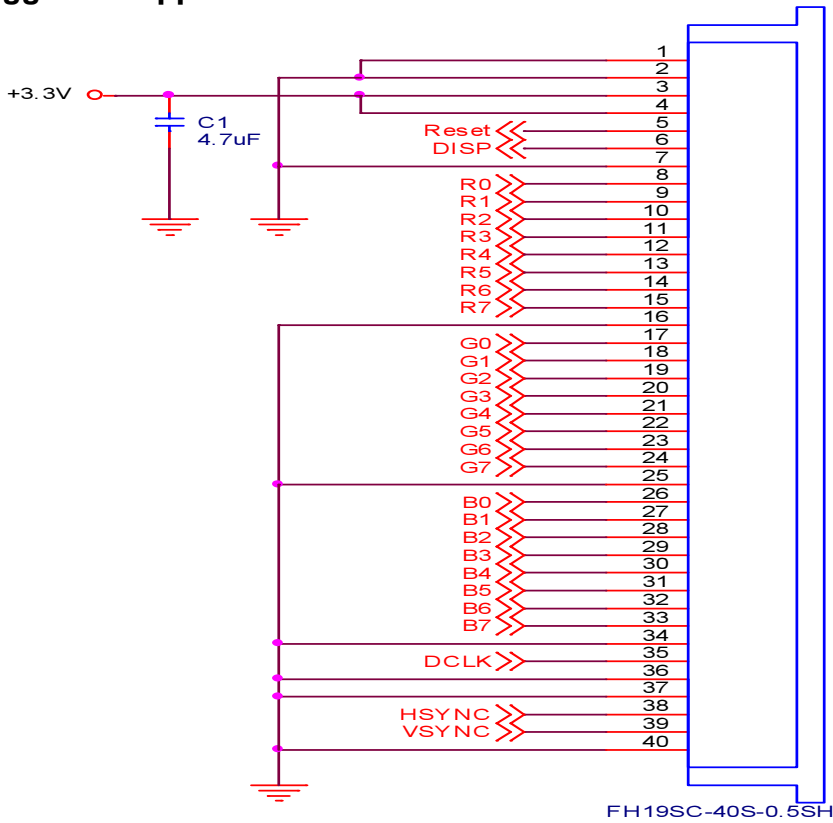 1
2
+3.3V 3
4
C1
4.7uF
Reset 5
DISP 6
7
R0 8
R1 9
R2 10
R3 11
R4 12
R5 13
R6 14
R7 15
16
G0 17
G1 18
G2 19
G3 20
G4 21
G5 22
G6 23
G7 24
25
B0 26
B1 27
B2 28
B3 29
B4 30
B5 31
B6 32
B7 33
34
DCLK 35
36
37
HSYNC 38
VSYNC 39
40
FH19SC-40S-0.5SH